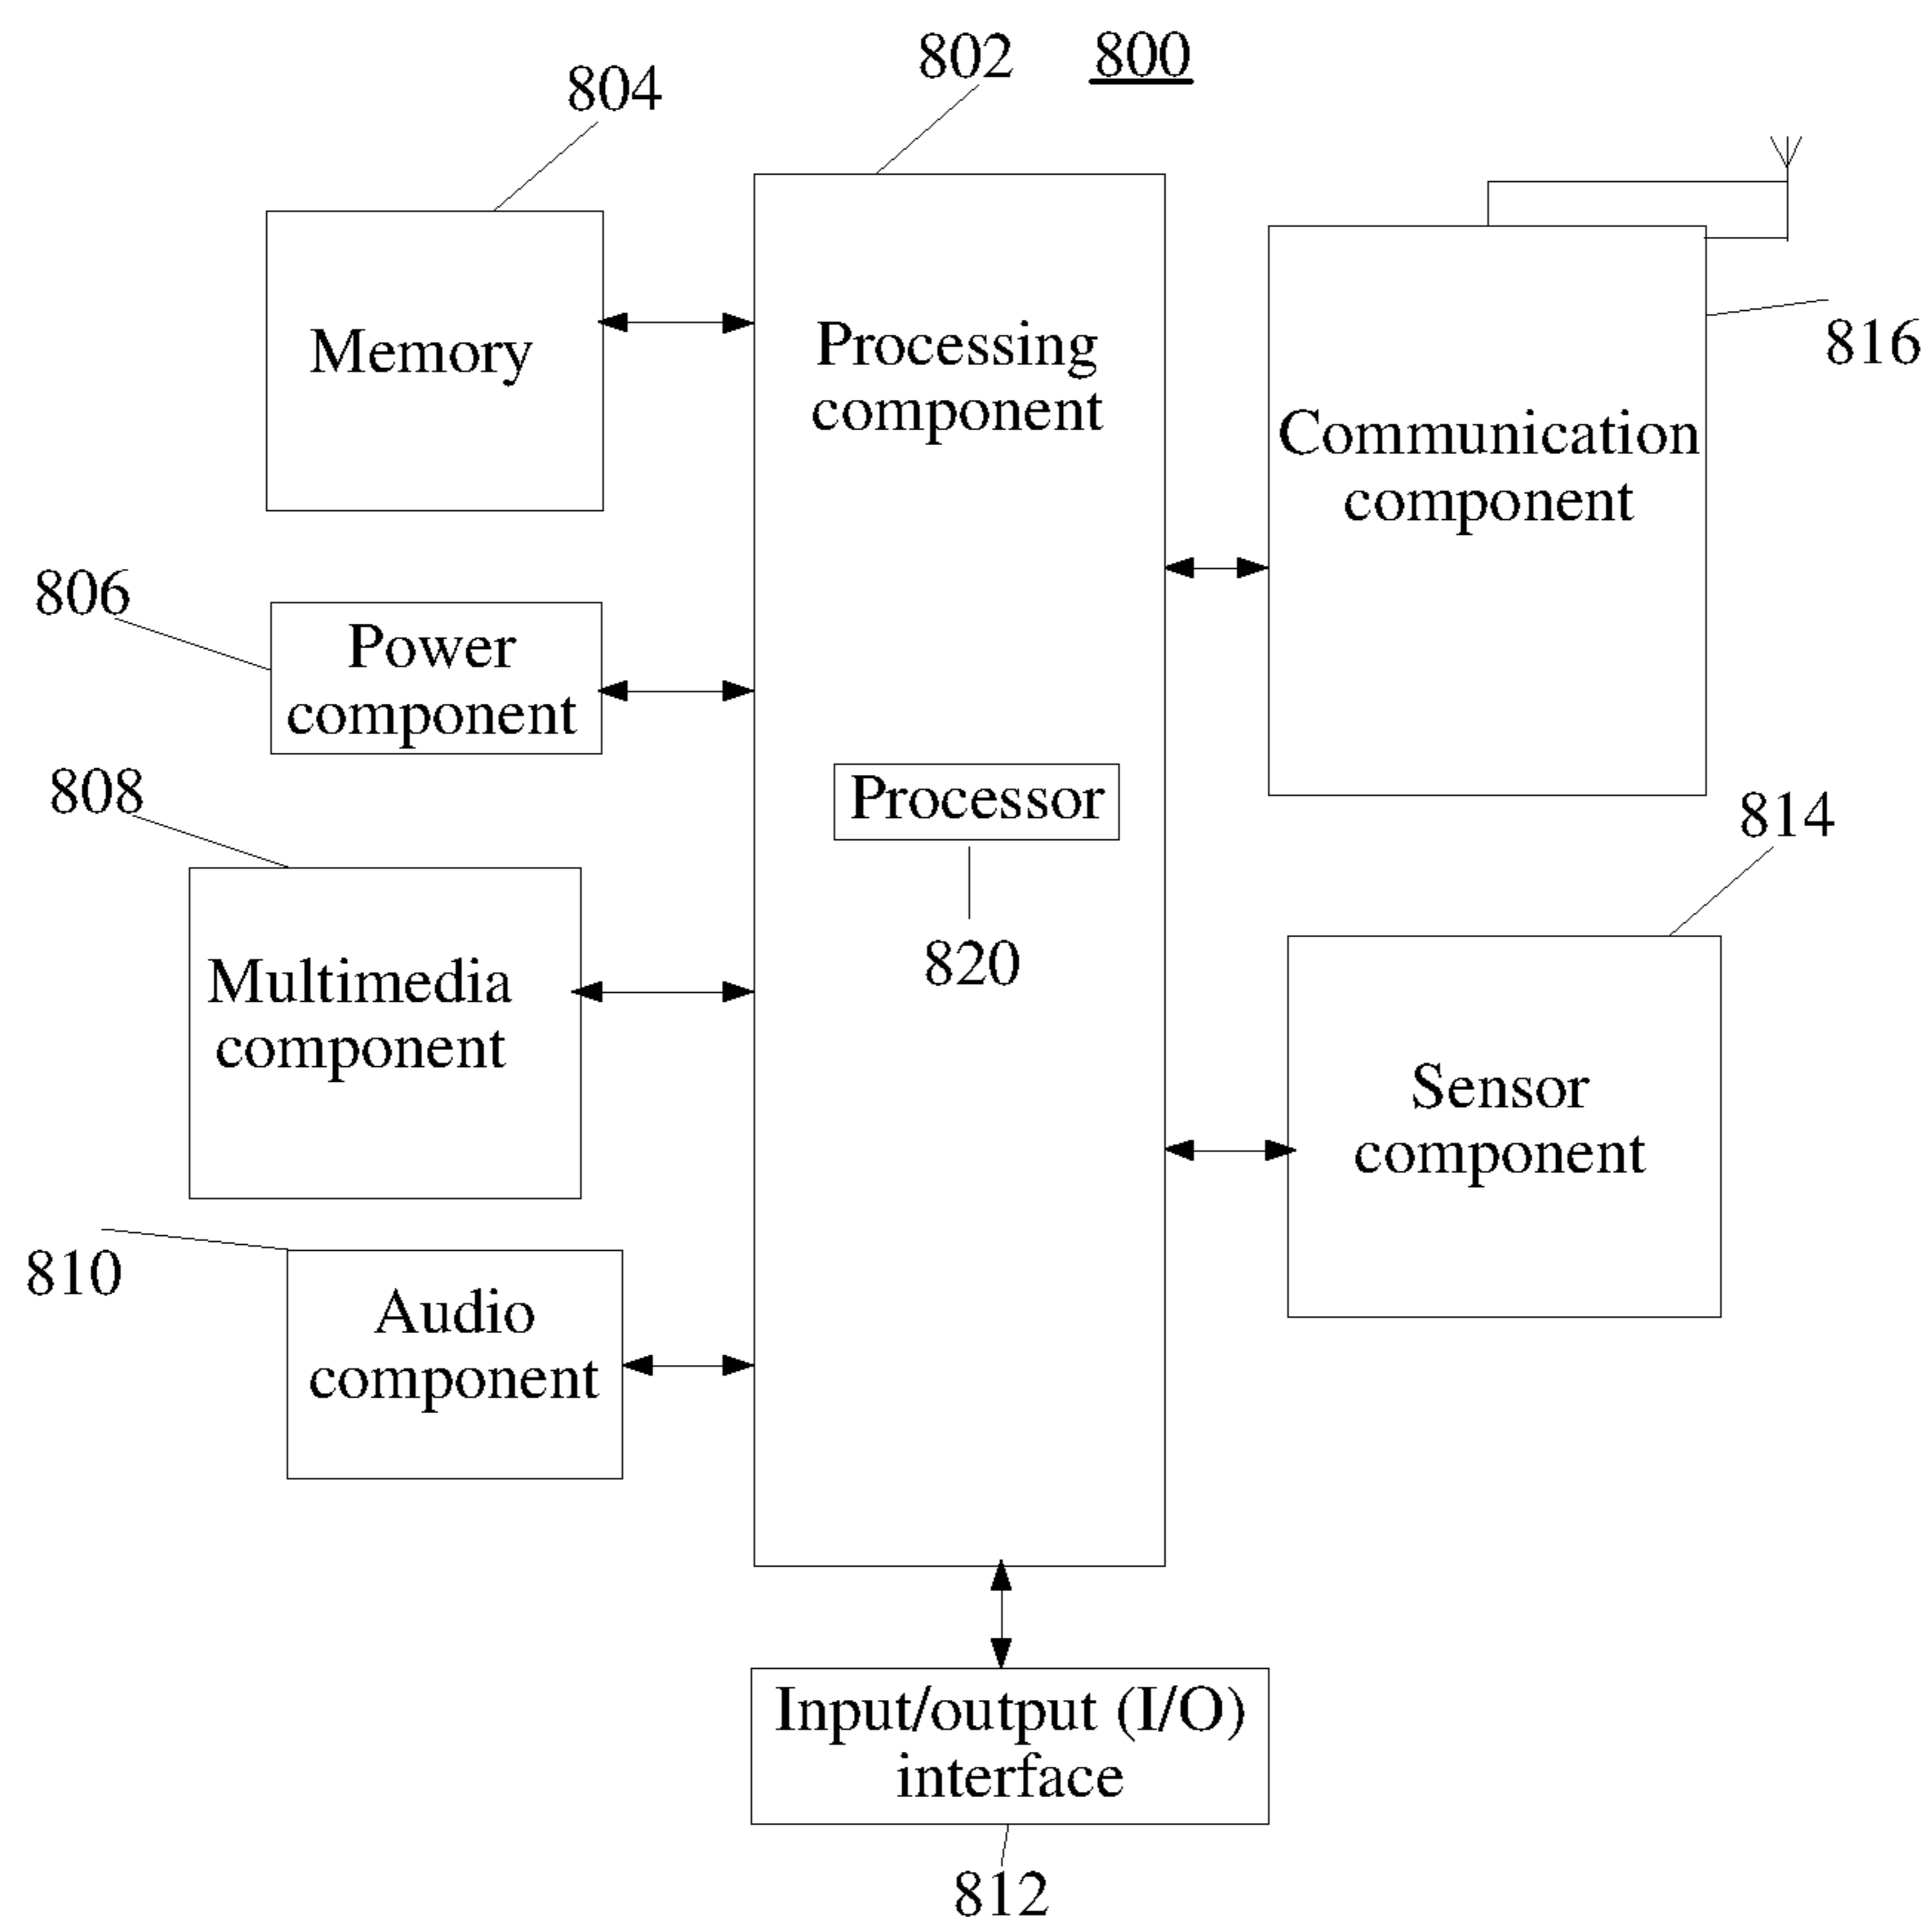 802
800
804
Memory
Processing
component
816
Communication
component
806
Power
component
808
Processor
814
820
Multimedia
component
Sensor
component
810
Audio
component
Input/output (I/O)
interface
812